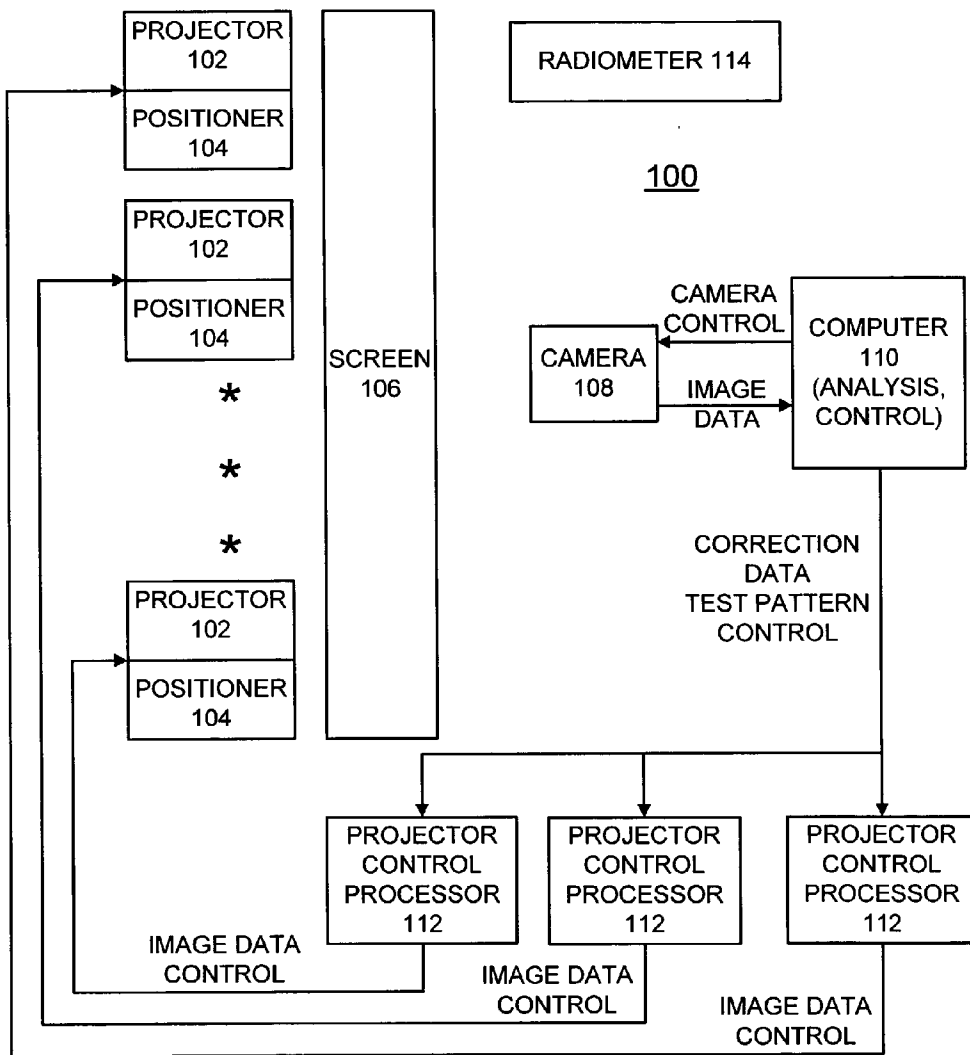 PROJECTOR
102
POSITIONER
104
RADIOMETER 114
100
PROJECTOR
102
POSITIONER
104
SCREEN
106
CAMERA
CONTROL
CAMERA
108
IMAGE
DATA
COMPUTER
110
(ANALYSIS,
CONTROL)
*
*
*
PROJECTOR
102
POSITIONER
104
CORRECTION
DATA
TEST PATTERN
CONTROL
PROJECTOR
CONTROL
PROCESSOR
112
PROJECTOR
CONTROL
PROCESSOR
112
PROJECTOR
CONTROL
PROCESSOR
112
IMAGE DATA
CONTROL
IMAGE DATA
CONTROL
IMAGE DATA
CONTROL